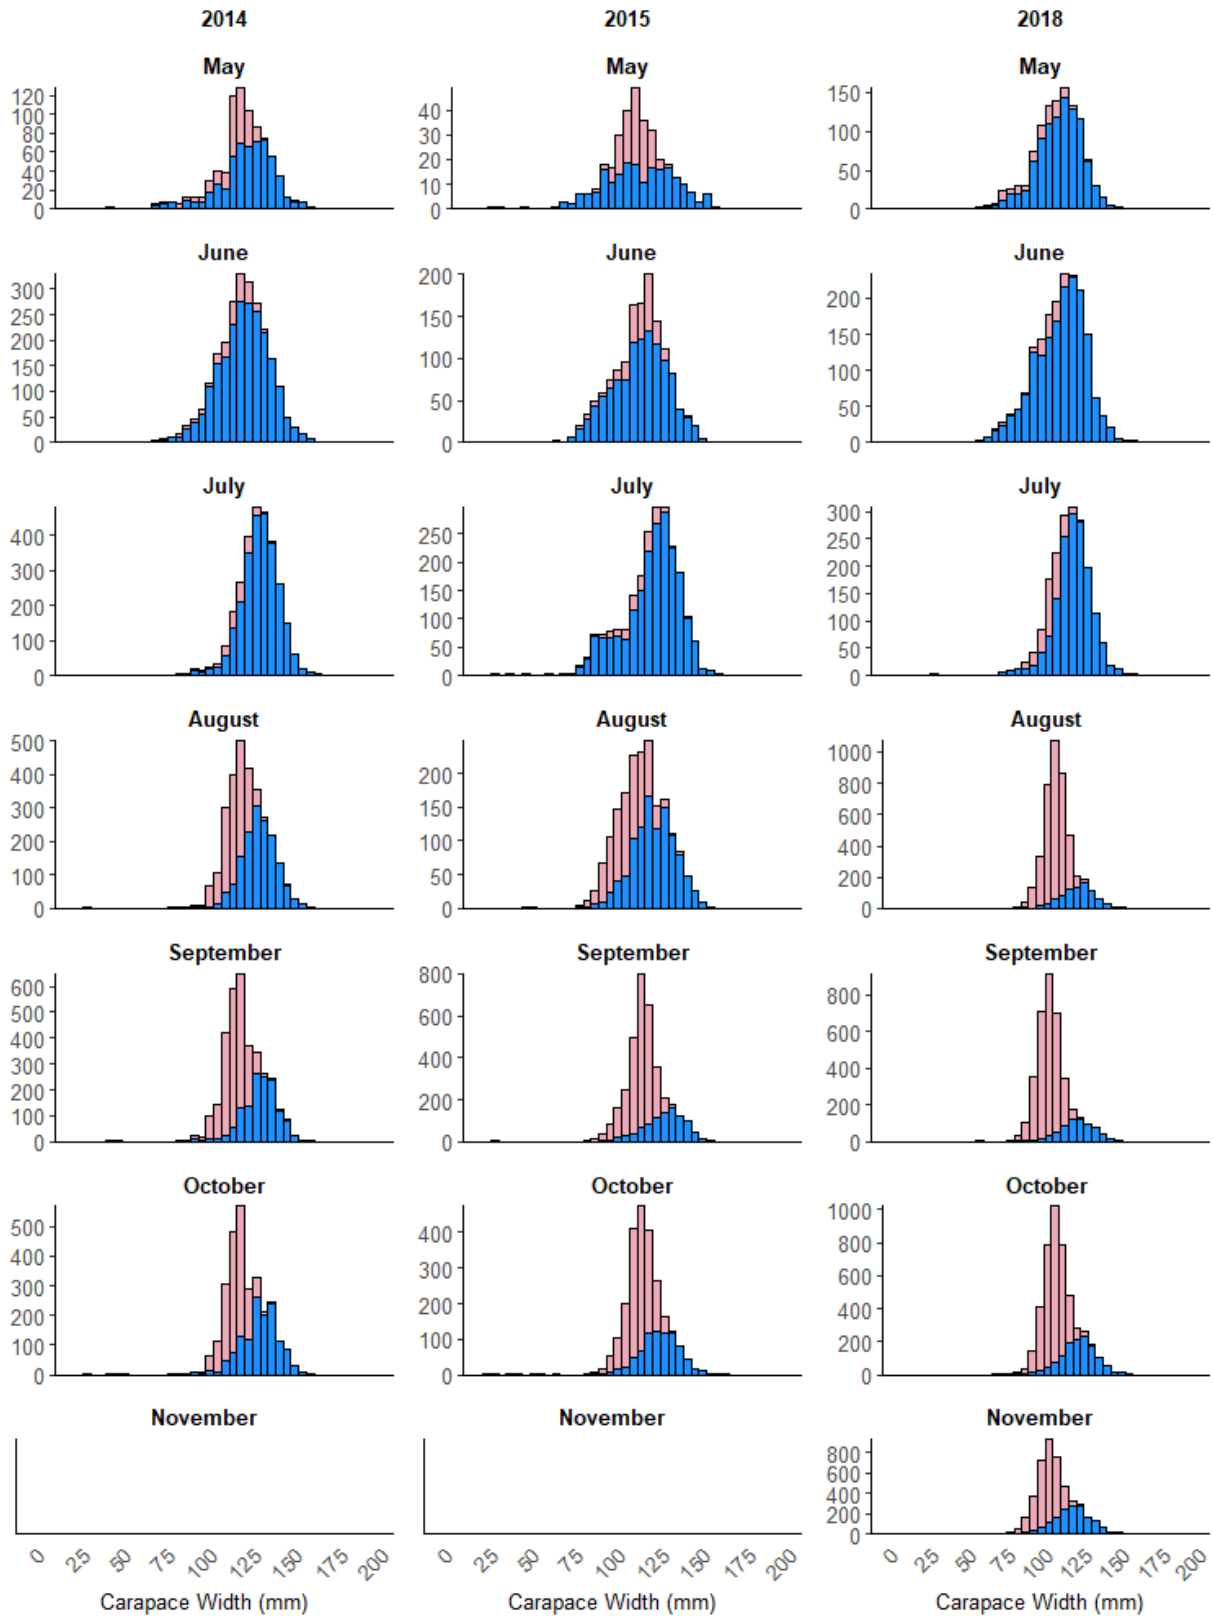 2014 2015 2018
May May May
120 100 80 60 40 20 0
40 30 20 10 0
150 100 50 0
June June June
300 250 200 150 100 50 0
200 150 100 50 0
200 100 0
July July July
400 300 200 100 0
250 200 150 100 50 0
300 250 200 150 100 50 0
August August August
500 400 300 200 100 0
200 150 100 50 0
1000 800 600 400 200 0
September September September
600 500 400 300 200 100 0
800 600 400 200 0
800 600 400 200 0
October October October
500 400 300 200 100 0
400 300 200 100 0
1000 800 600 400 200 0
November November November
800 600 400 200 0
0 25 50 75 100 125 150 175 200
0 25 50 75 100 125 150 175 200
0 25 50 75 100 125 150 175 200
Carapace Width (mm) Carapace Width (mm) Carapace Width (mm)